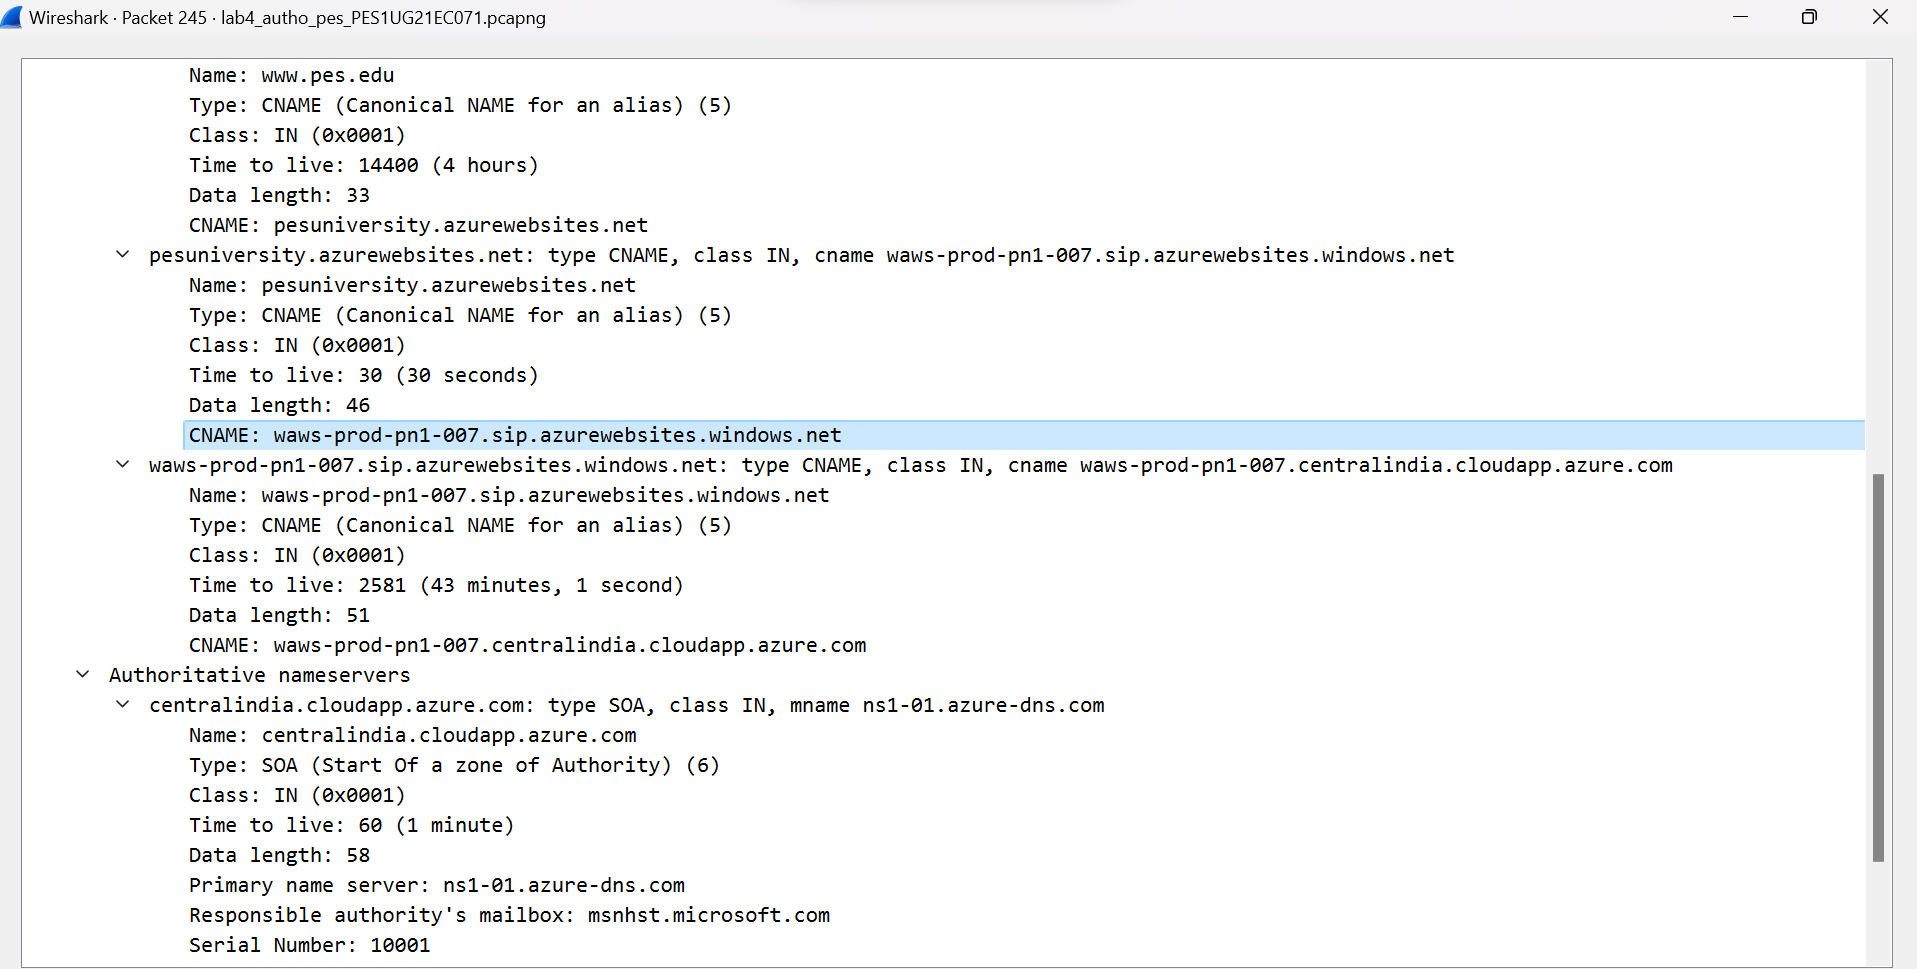 Wireshark · Packet 245 · lab4_autho_pes_PES1UG21EC071.pcapng
Name: www.pes.edu
Type: CNAME (Canonical NAME for an alias) (5)
Class: IN (0x0001)
Time to live: 14400 (4 hours)
Data length: 33
CNAME: pesuniversity.azurewebsites.net
pesuniversity.azurewebsites.net: type CNAME, class IN, cname waws-prod-pn1-007.sip.azurewebsites.windows.net
Name: pesuniversity.azurewebsites.net
Type: CNAME (Canonical NAME for an alias) (5)
Class: IN (0x0001)
Time to live: 30 (30 seconds)
Data length: 46
CNAME: waws-prod-pn1-007.sip.azurewebsites.windows.net
waws-prod-pn1-007.sip.azurewebsites.windows.net: type CNAME, class IN, cname waws-prod-pn1-007.centralindia.cloudapp.azure.com
Name: waws-prod-pn1-007.sip.azurewebsites.windows.net
Type: CNAME (Canonical NAME for an alias) (5)
Class: IN (0x0001)
Time to live: 2581 (43 minutes, 1 second)
Data length: 51
CNAME: waws-prod-pn1-007.centralindia.cloudapp.azure.com
Authoritative nameservers
centralindia.cloudapp.azure.com: type SOA, class IN, mname ns1-01.azure-dns.com
Name: centralindia.cloudapp.azure.com
Type: SOA (Start Of a zone of Authority) (6)
Class: IN (0x0001)
Time to live: 60 (1 minute)
Data length: 58
Primary name server: ns1-01.azure-dns.com
Responsible authority's mailbox: msnhst.microsoft.com
Serial Number: 10001